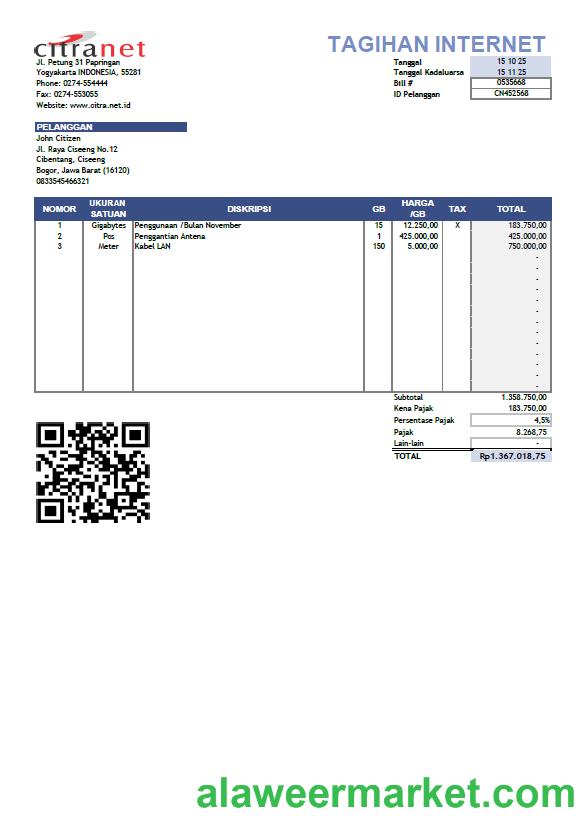 citranet
TAGIHAN INTERNET
Jl. Petung 31 Papringan
Yogyakarta INDONESIA, 55281
Phone: 0274-554444
Fax: 0274-553055
Website: www.citra.net.id
Tanggal 15 10 25
Tanggal Kadaluarsa 15 11 25
Bill # 0535668
ID Pelanggan CN452568
PELANGGAN
John Citizen
Jl. Raya Ciseeng No.12
Cibentang, Ciseeng
Bogor, Jawa Barat (16120)
0833545466321
NOMOR UKURAN SATUAN DISKRIPSI GB HARGA /GB TAX TOTAL
1 Gigabytes Penggunaan /Bulan November 15 12.250,00 X 183.750,00
2 Pos Penggantian Antena 1 425.000,00 425.000,00
3 Meter Kabel LAN 150 5.000,00 750.000,00
-
-
-
-
-
-
-
-
-
-
-
-
-
Subtotal 1.358.750,00
Kena Pajak 183.750,00
Persentase Pajak 4,5%
Pajak 8.268,75
Lain-lain -
TOTAL Rp1.367.018,75
alaweermarket.com